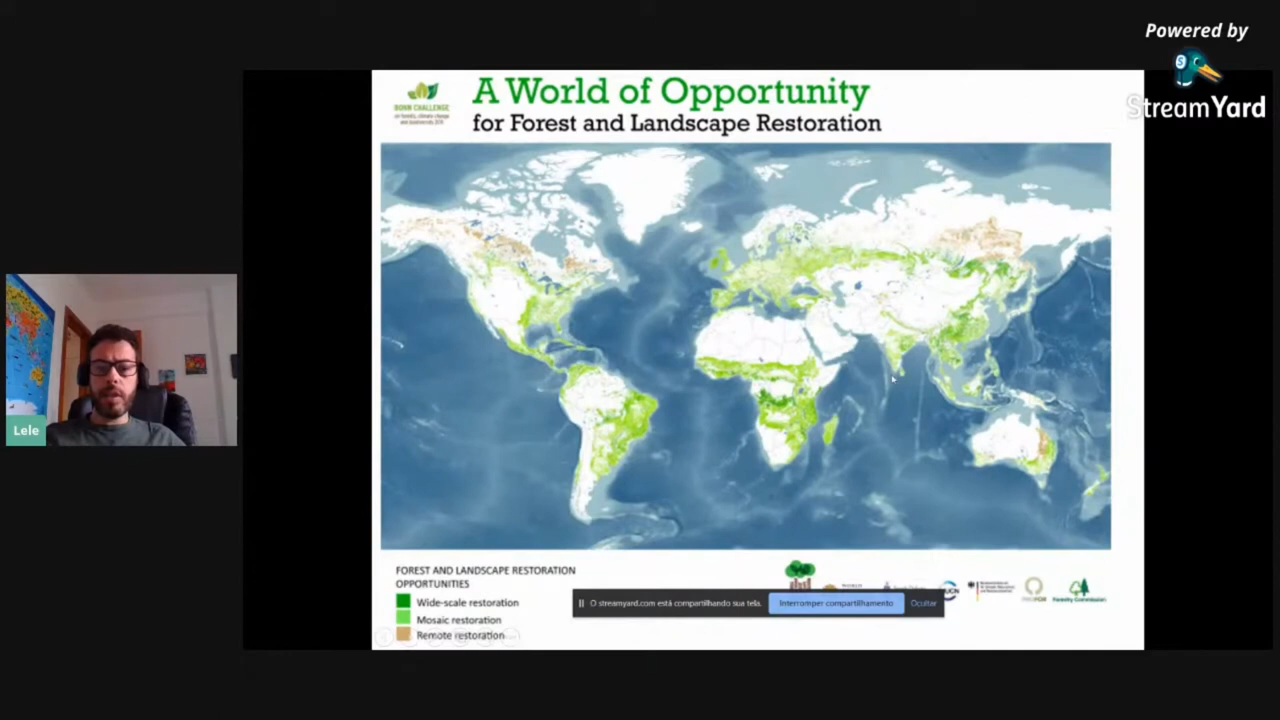 Powered by
StreamYard
A World of Opportunity
for Forest and Landscape Restoration
BONN CHALLENGE
Lele
FOREST AND LANDSCAPE RESTORATION
OPPORTUNITIES
Wide-scale restoration
Mosaic restoration
Remote restoration
O streamyard.com está compartilhando sua tela.
Interromper compartilhamento
Ocultar
Forestry Commission